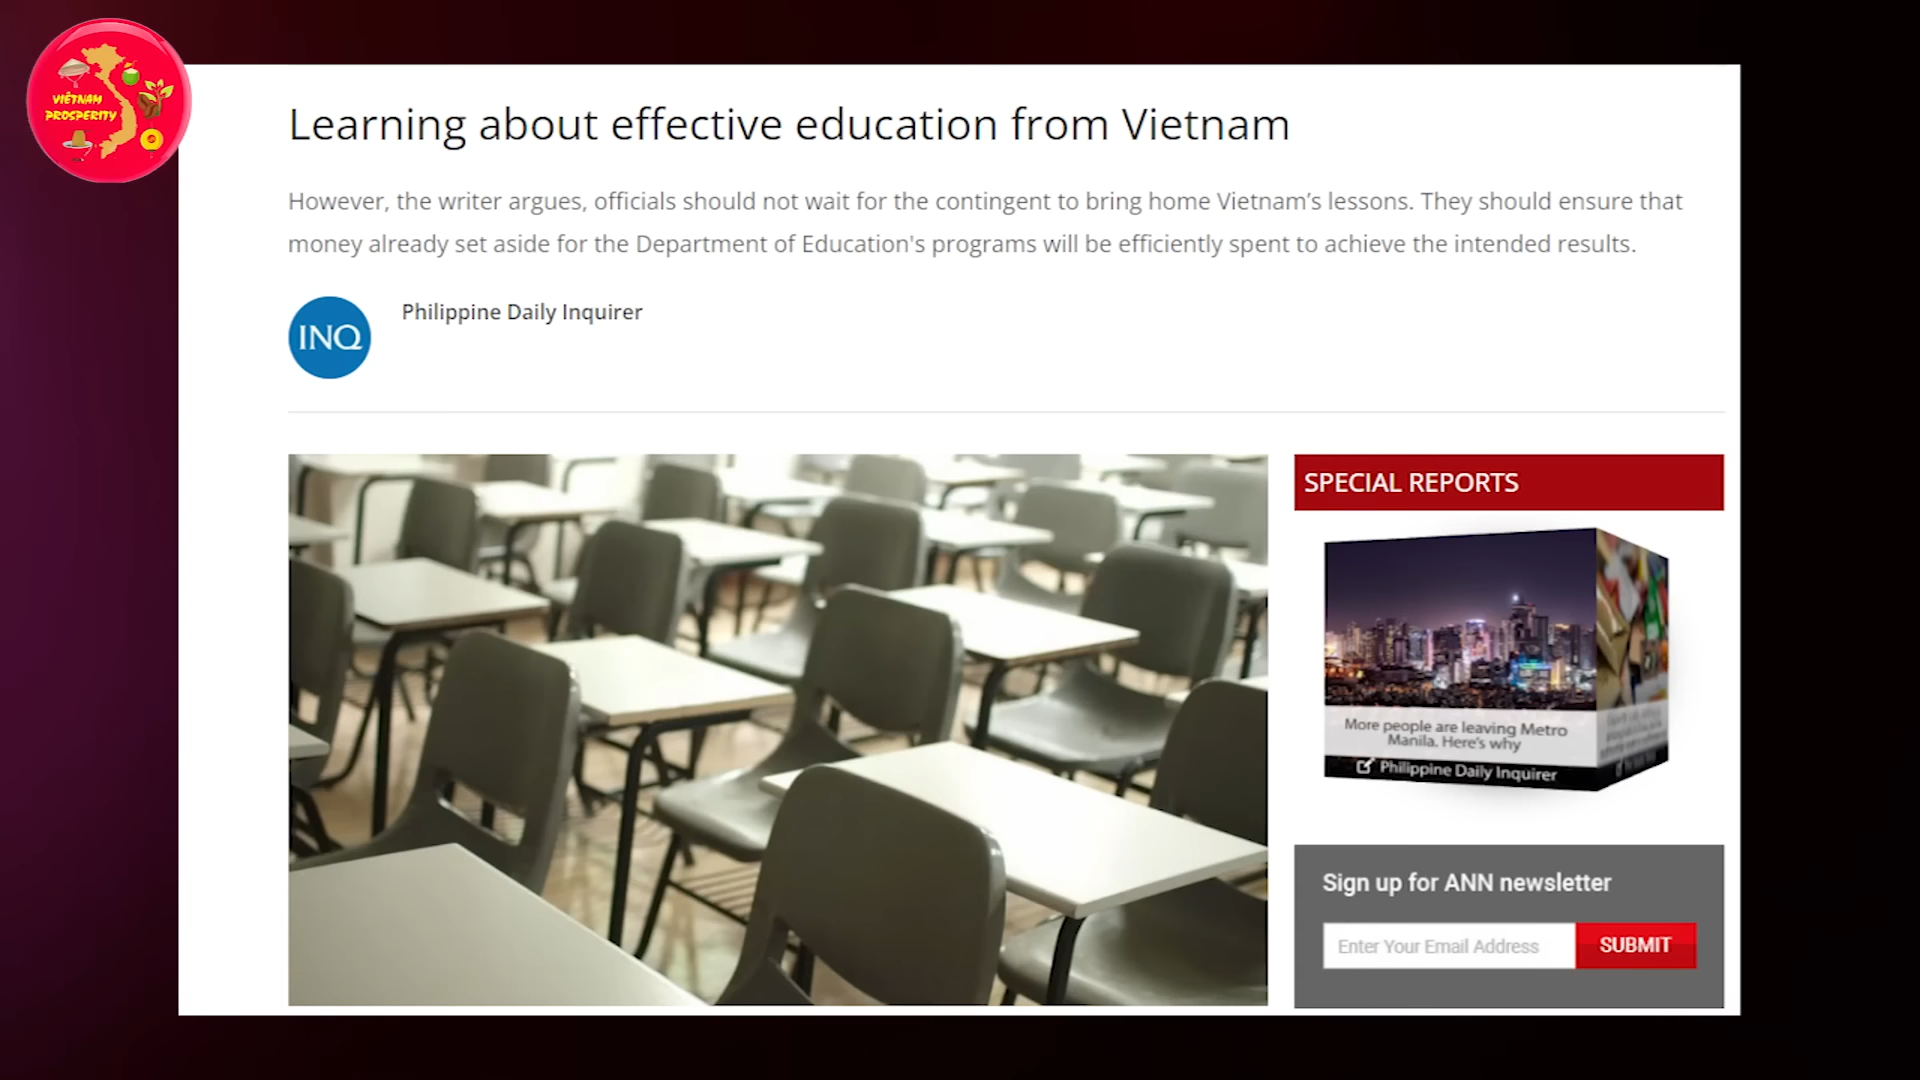 VIETNAM
PROSPERITY
Learning about effective education from Vietnam
However, the writer argues, officials should not wait for the contingent to bring home Vietnam’s lessons. They should ensure that
money already set aside for the Department of Education's programs will be efficiently spent to achieve the intended results.
INQ
Philippine Daily Inquirer
SPECIAL REPORTS
More people are leaving Metro
Manila. Here's why
Philippine Daily Inquirer
Sign up for ANN newsletter
Enter Your Email Address
SUBMIT